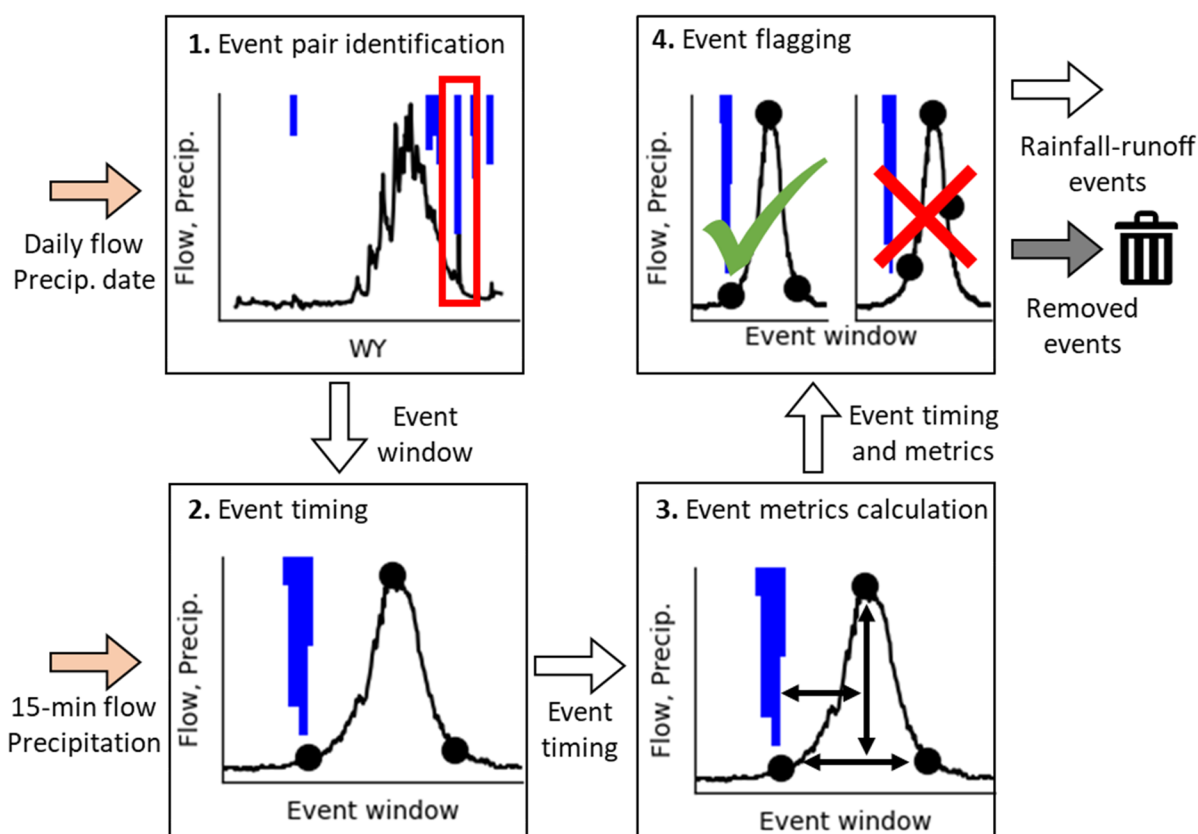 1. Event pair identification
Flow, Precip.
WY
Daily flow
Precip. date
Event
window
2. Event timing
Flow, Precip.
Event window
15-min flow
Precipitation
Event
timing
3. Event metrics calculation
Flow, Precip.
Event window
Event timing
and metrics
4. Event flagging
Flow, Precip.
Event window
Rainfall-runoff
events
Removed
events